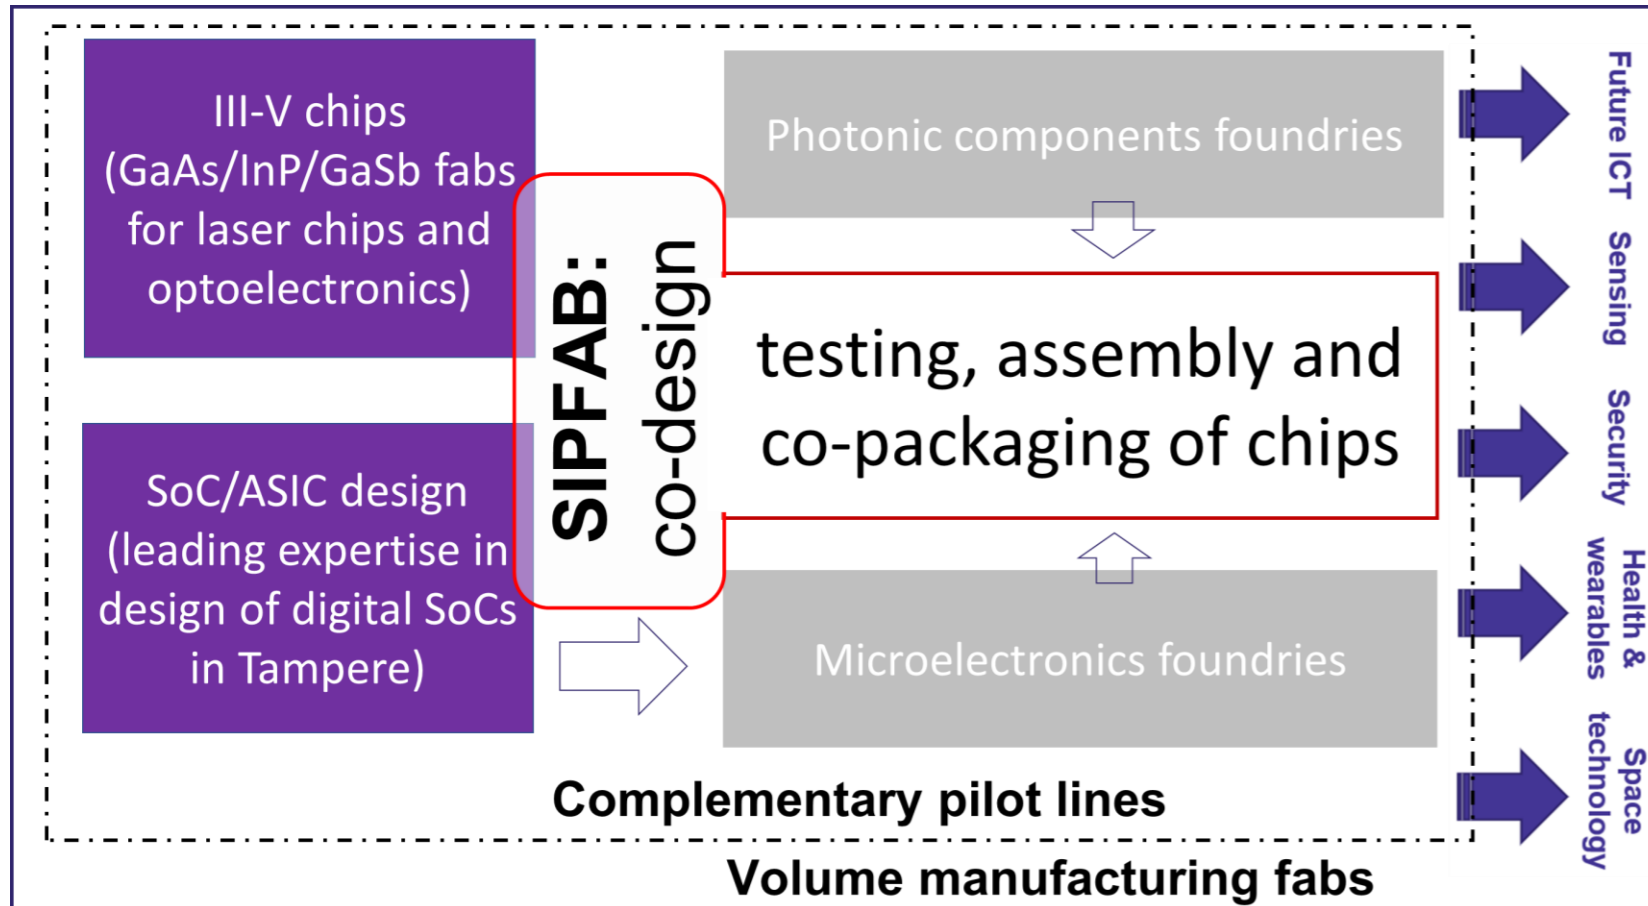 III-V chips
(GaAs/InP/GaSb fabs
for laser chips and
optoelectronics)
SoC/ASIC design
(leading expertise in
design of digital SoCs
in Tampere)
SIPFAB:
co-design
Photonic components foundries
testing, assembly and
co-packaging of chips
Microelectronics foundries
Complementary pilot lines
Volume manufacturing fabs
Future ICT
Sensing
Security
Health &
wearables
Space
technology